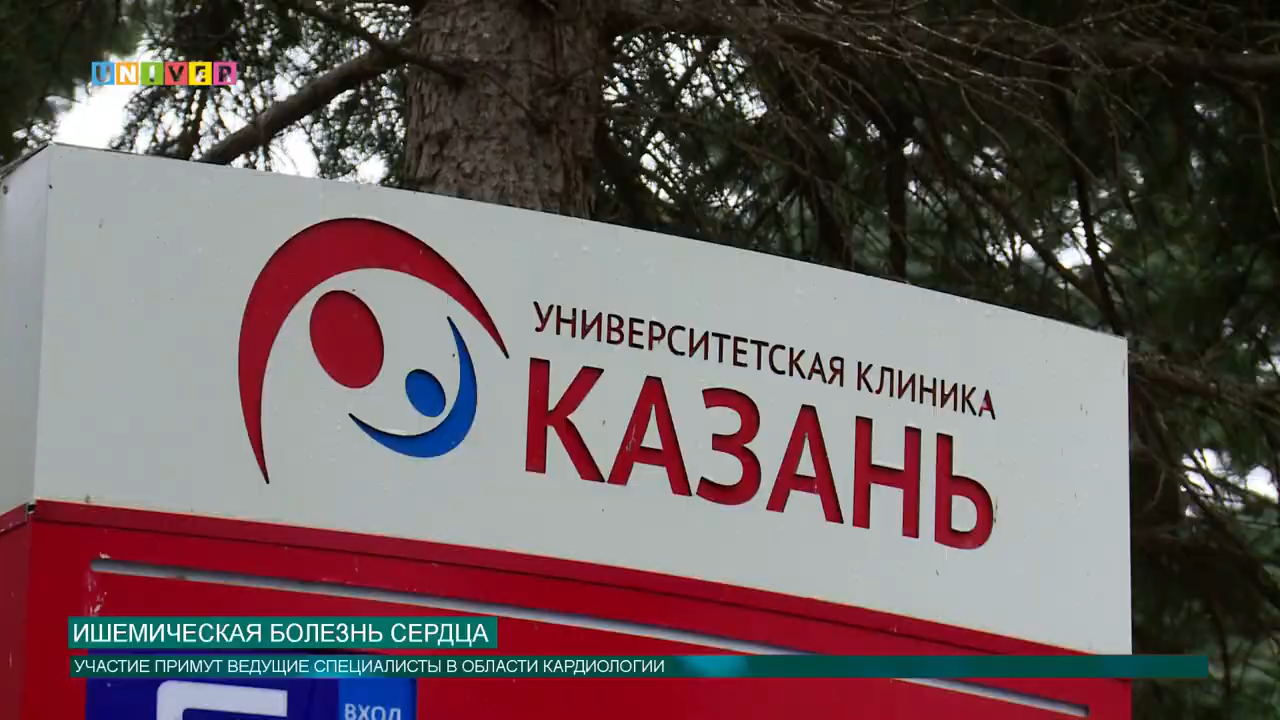 UNIVER
УНИВЕРСИТЕТСКАЯ КЛИНИКА
КАЗАНЬ
ИШЕМИЧЕСКАЯ БОЛЕЗНЬ СЕРДЦА
УЧАСТИЕ ПРИМУТ ВЕДУЩИЕ СПЕЦИАЛИСТЫ В ОБЛАСТИ КАРДИОЛОГИИ
ВХОД